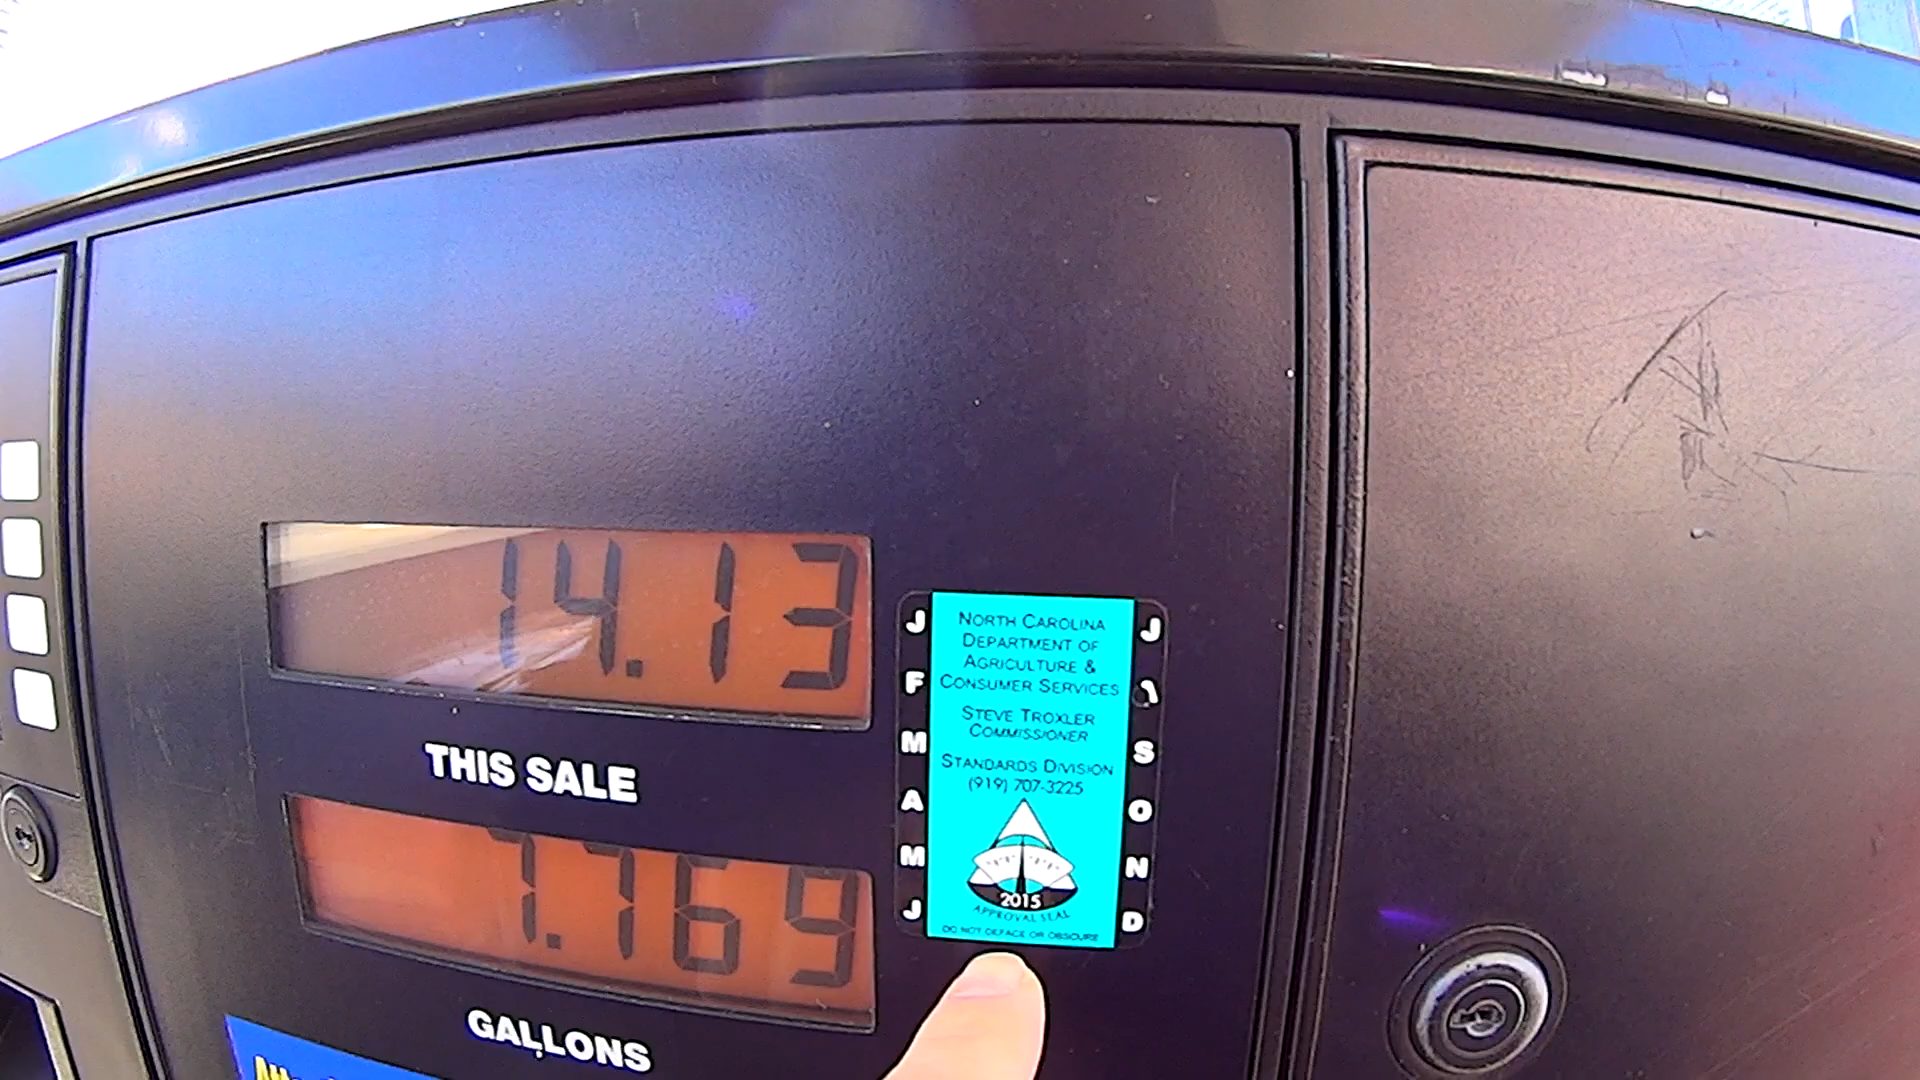 14.13
THIS SALE
7.769
GALLONS
J
F
M
A
M
J
NORTH CAROLINA
DEPARTMENT OF
AGRICULTURE &
CONSUMER SERVICES
STEVE TROXLER
COMMISSIONER
STANDARDS DIVISION
(919) 707-3225
2015
APPROVAL SEAL
DO NOT DEFACE OR OBSCURE
J
A
S
O
N
D